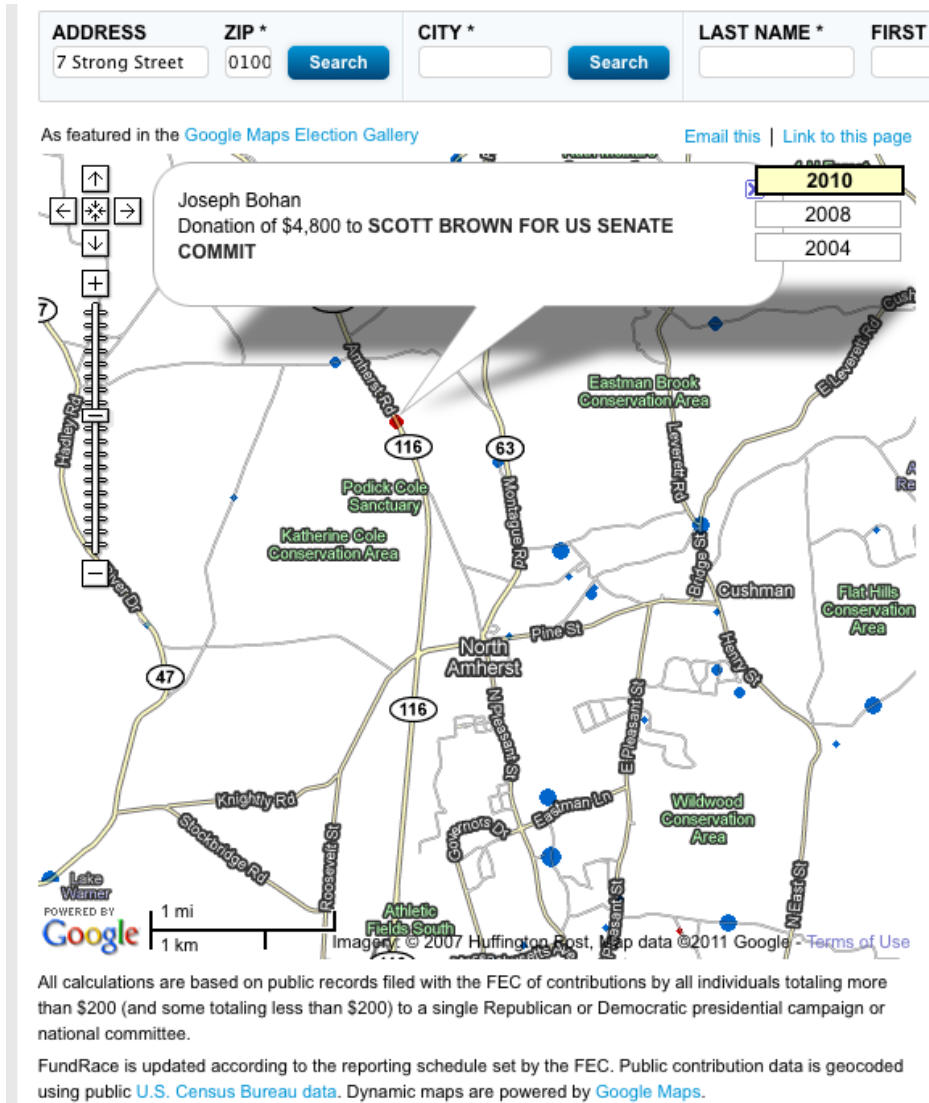 ADDRESS ZIP * CITY * LAST NAME * FIRST
7 Strong Street 0100 Search Search
As featured in the Google Maps Election Gallery Email this | Link to this page
2010
2008
2004
Joseph Bohan
Donation of $4,800 to SCOTT BROWN FOR US SENATE
COMMIT
7
Cush
E Leverett Rd
Amherst Rd
Eastman Brook
Conservation Area
Hadley Rd
116
63
Leverett Rd
Podick Cole
Sanctuary
Montague Rd
Katherine Cole
Conservation Area
River Dr
Bridge St
Cushman
Flat Hills
Conservation
Area
Pine St
North
Amherst
Henry St
47
116
N Pleasant St
E Pleasant St
Knightly Rd
Eastman Ln
Wildwood
Conservation
Area
Stockbridge Rd
Governors Dr
Roosevelt St
Lake
Warner
N East St
Pleasant St
Athletic
Fields South
POWERED BY
Google
1 mi
1 km
Imagery © 2007 Huffington Post, Map data ©2011 Google - Terms of Use
All calculations are based on public records filed with the FEC of contributions by all individuals totaling more
than $200 (and some totaling less than $200) to a single Republican or Democratic presidential campaign or
national committee.
FundRace is updated according to the reporting schedule set by the FEC. Public contribution data is geocoded
using public U.S. Census Bureau data. Dynamic maps are powered by Google Maps.